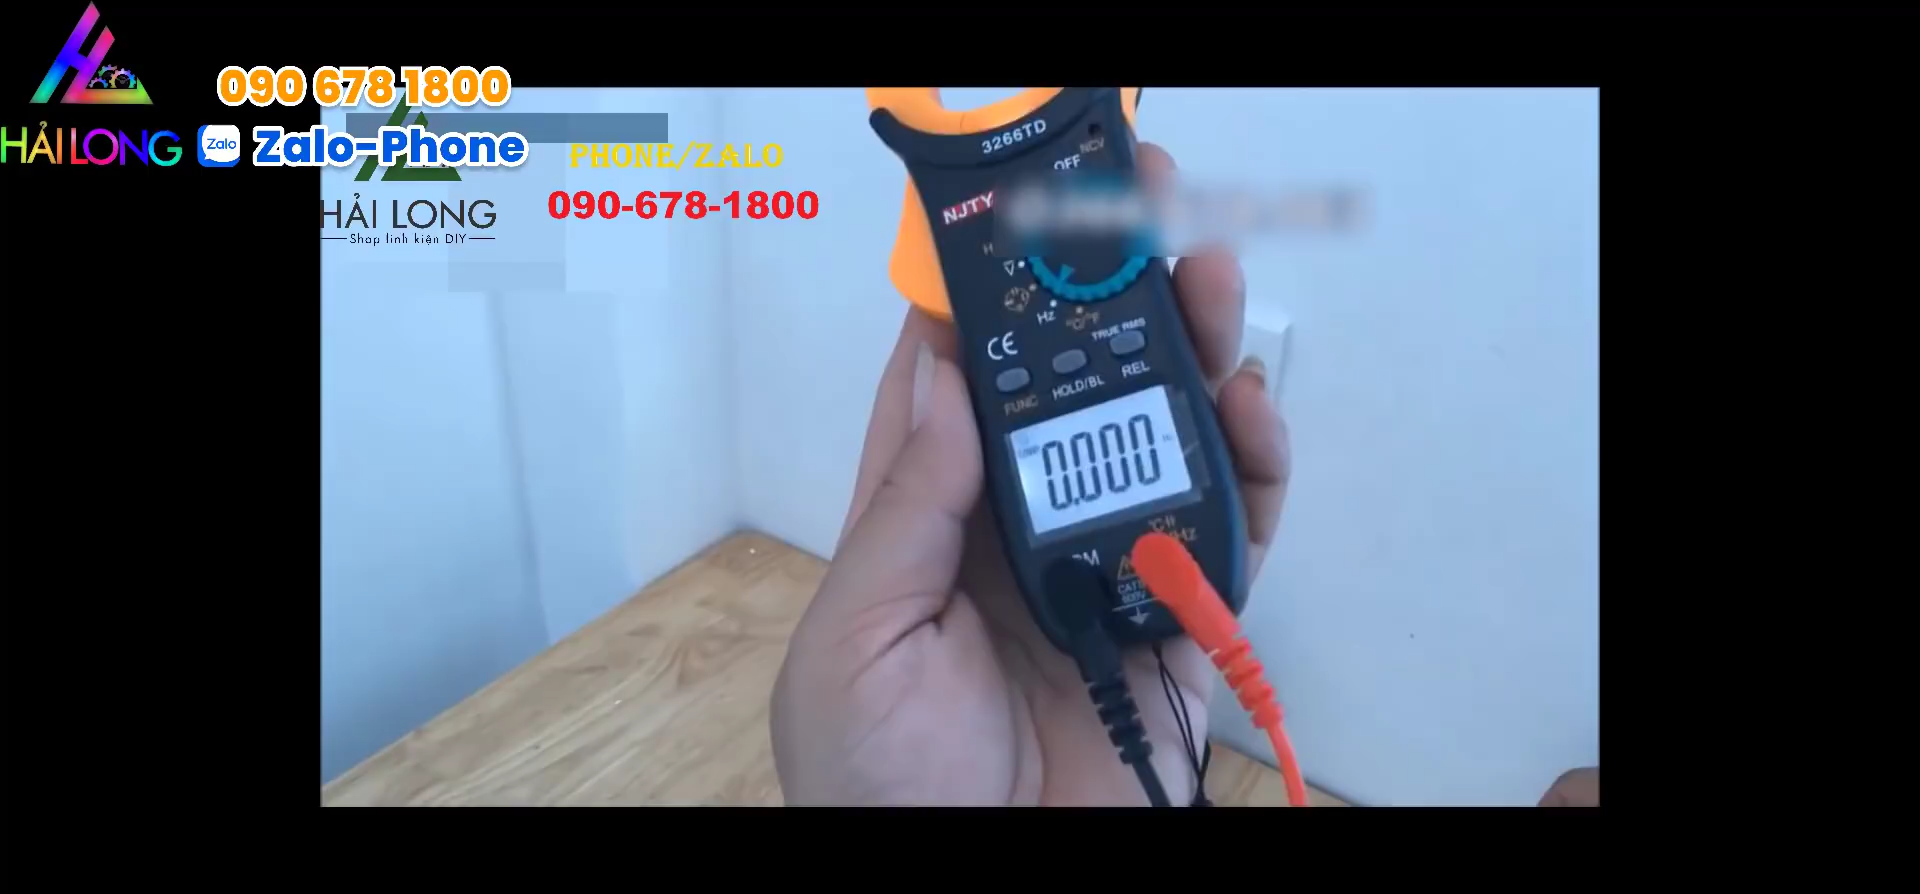 090 678 1800
HẢI LONG
Zalo
Zalo-Phone
PHONE/ZALO
090-678-1800
HẢI LONG
Shop linh kiện DIY
3266TD
NCV
OFF
NJTY
Hz
°C/°F
TRUE RMS
CE
FUNC
HOLD/BL
REL
0.000
Hz